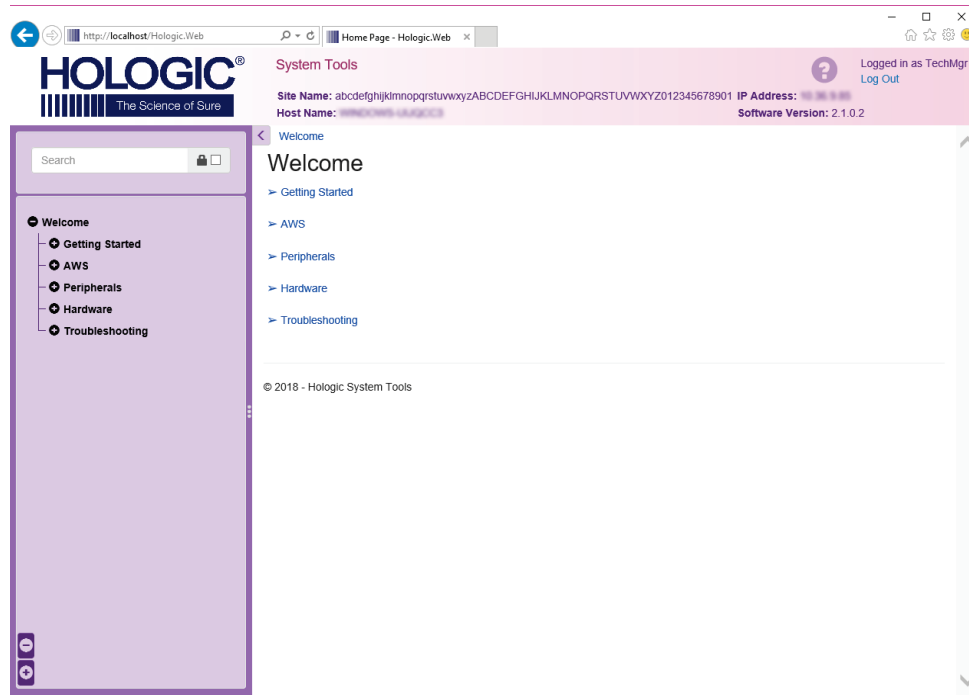 http://localhost/Hologic.Web
Home Page - Hologic.Web
HOLOGIC®
The Science of Sure
System Tools
Logged in as TechMgr
Log Out
Site Name: abcdefghijklmnopqrstuvwxyzABCDEFGHIJKLMNOPQRSTUVWXYZ012345678901 IP Address:
Host Name: Software Version: 2.1.0.2
Search
Welcome
Getting Started
AWS
Peripherals
Hardware
Troubleshooting
Welcome
Welcome
➢ Getting Started
➢ AWS
➢ Peripherals
➢ Hardware
➢ Troubleshooting
© 2018 - Hologic System Tools